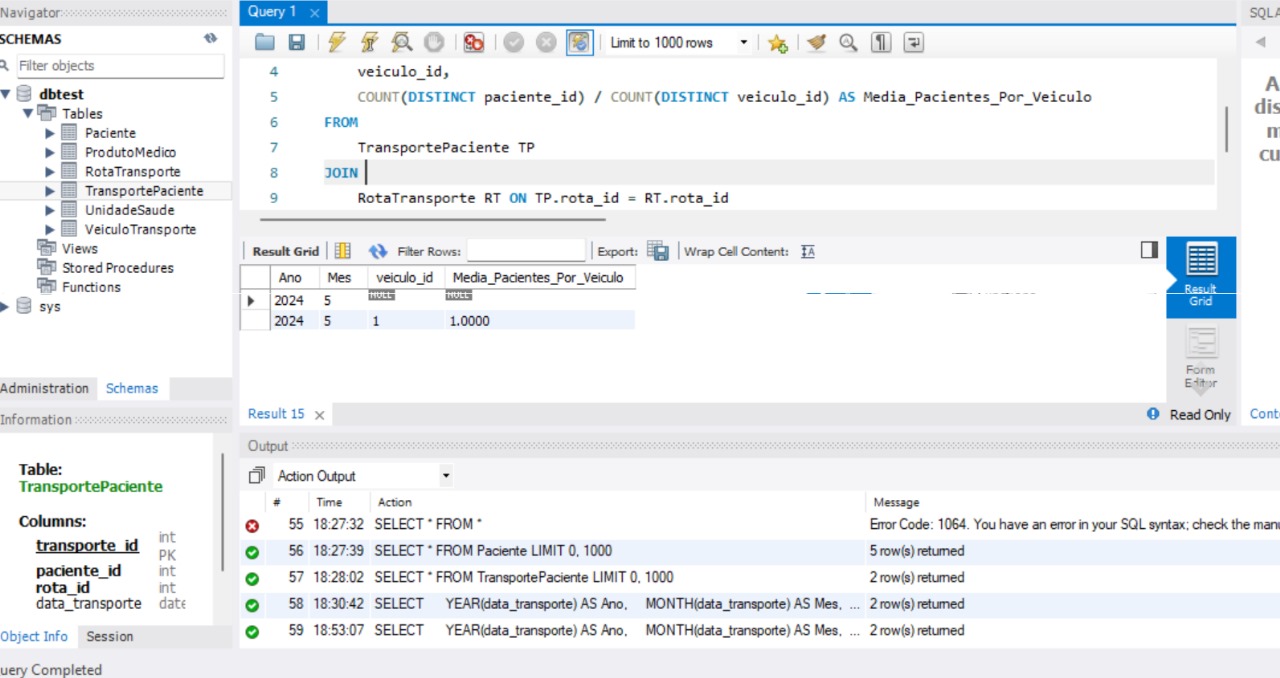 Navigator
SCHEMAS
Filter objects
dbtest
Tables
Paciente
ProdutoMedico
RotaTransporte
TransportePaciente
UnidadeSaude
VeiculoTransporte
Views
Stored Procedures
Functions
sys
Administration Schemas
Information
Table:
TransportePaciente
Columns:
transporte_id int
PK
paciente_id int
rota_id int
data_transporte date
Object Info Session
uery Completed
Query 1
Limit to 1000 rows
4 veiculo_id,
5 COUNT(DISTINCT paciente_id) / COUNT(DISTINCT veiculo_id) AS Media_Pacientes_Por_Veiculo
6 FROM
7 TransportePaciente TP
8 JOIN
9 RotaTransporte RT ON TP.rota_id = RT.rota_id
Result Grid Filter Rows: Export: Wrap Cell Content:
Ano Mes veiculo_id Media_Pacientes_Por_Veiculo
2024 5 NULL NULL
2024 5 1 1.0000
Result
Grid
Form
Editor
Result 15
Read Only
Output
Action Output
# Time Action Message
55 18:27:32 SELECT * FROM * Error Code: 1064. You have an error in your SQL syntax; check the manu
56 18:27:39 SELECT * FROM Paciente LIMIT 0, 1000 5 row(s) returned
57 18:28:02 SELECT * FROM TransportePaciente LIMIT 0, 1000 2 row(s) returned
58 18:30:42 SELECT YEAR(data_transporte) AS Ano, MONTH(data_transporte) AS Mes, ... 2 row(s) returned
59 18:53:07 SELECT YEAR(data_transporte) AS Ano, MONTH(data_transporte) AS Mes, ... 2 row(s) returned
SQLA
A
dis
m
cu
Cont